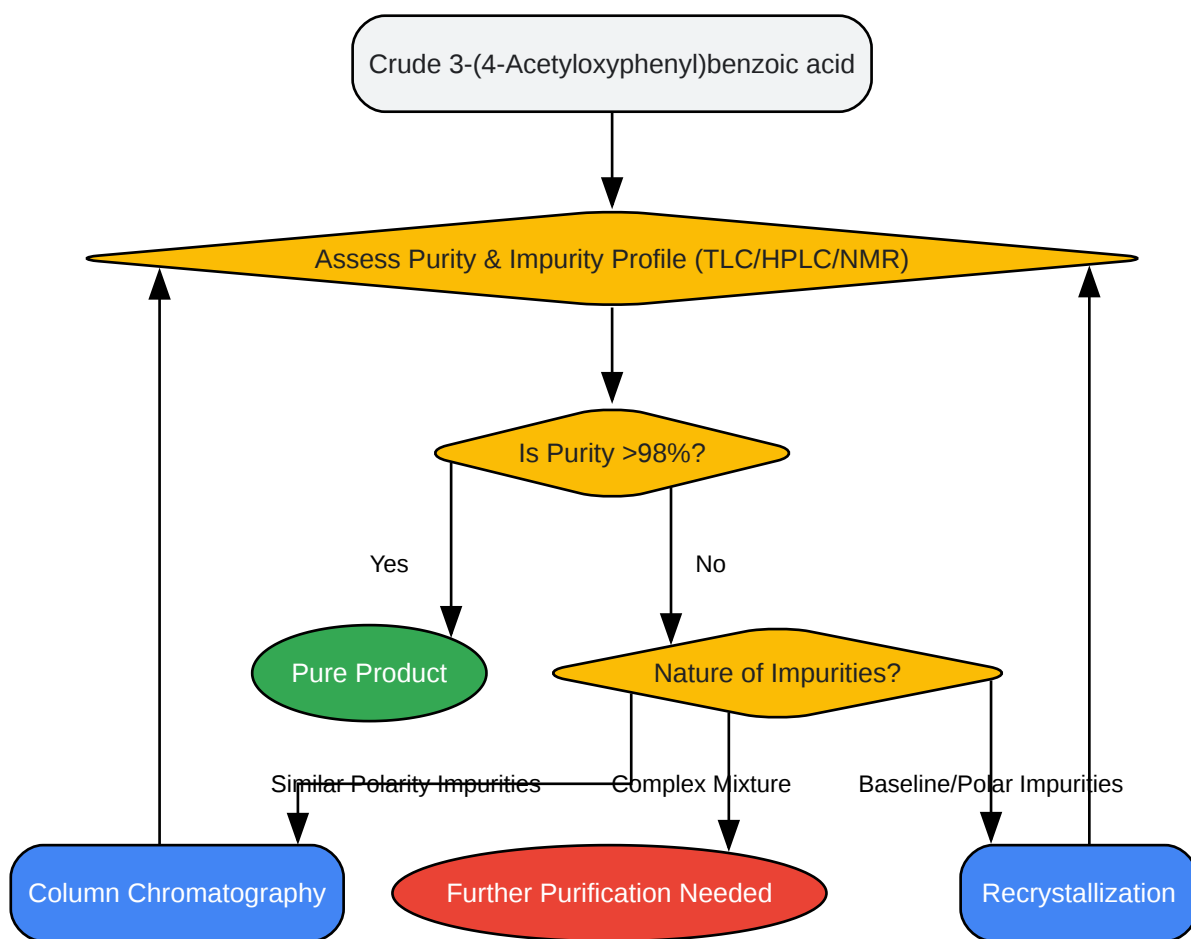 Crude 3-(4-Acetyloxyphenyl)benzoic acid
Assess Purity & Impurity Profile (TLC/HPLC/NMR)
Is Purity >98%?
Yes
No
Pure Product
Nature of Impurities?
Similar Polarity Impurities
Complex Mixture
Baseline/Polar Impurities
Column Chromatography
Further Purification Needed
Recrystallization